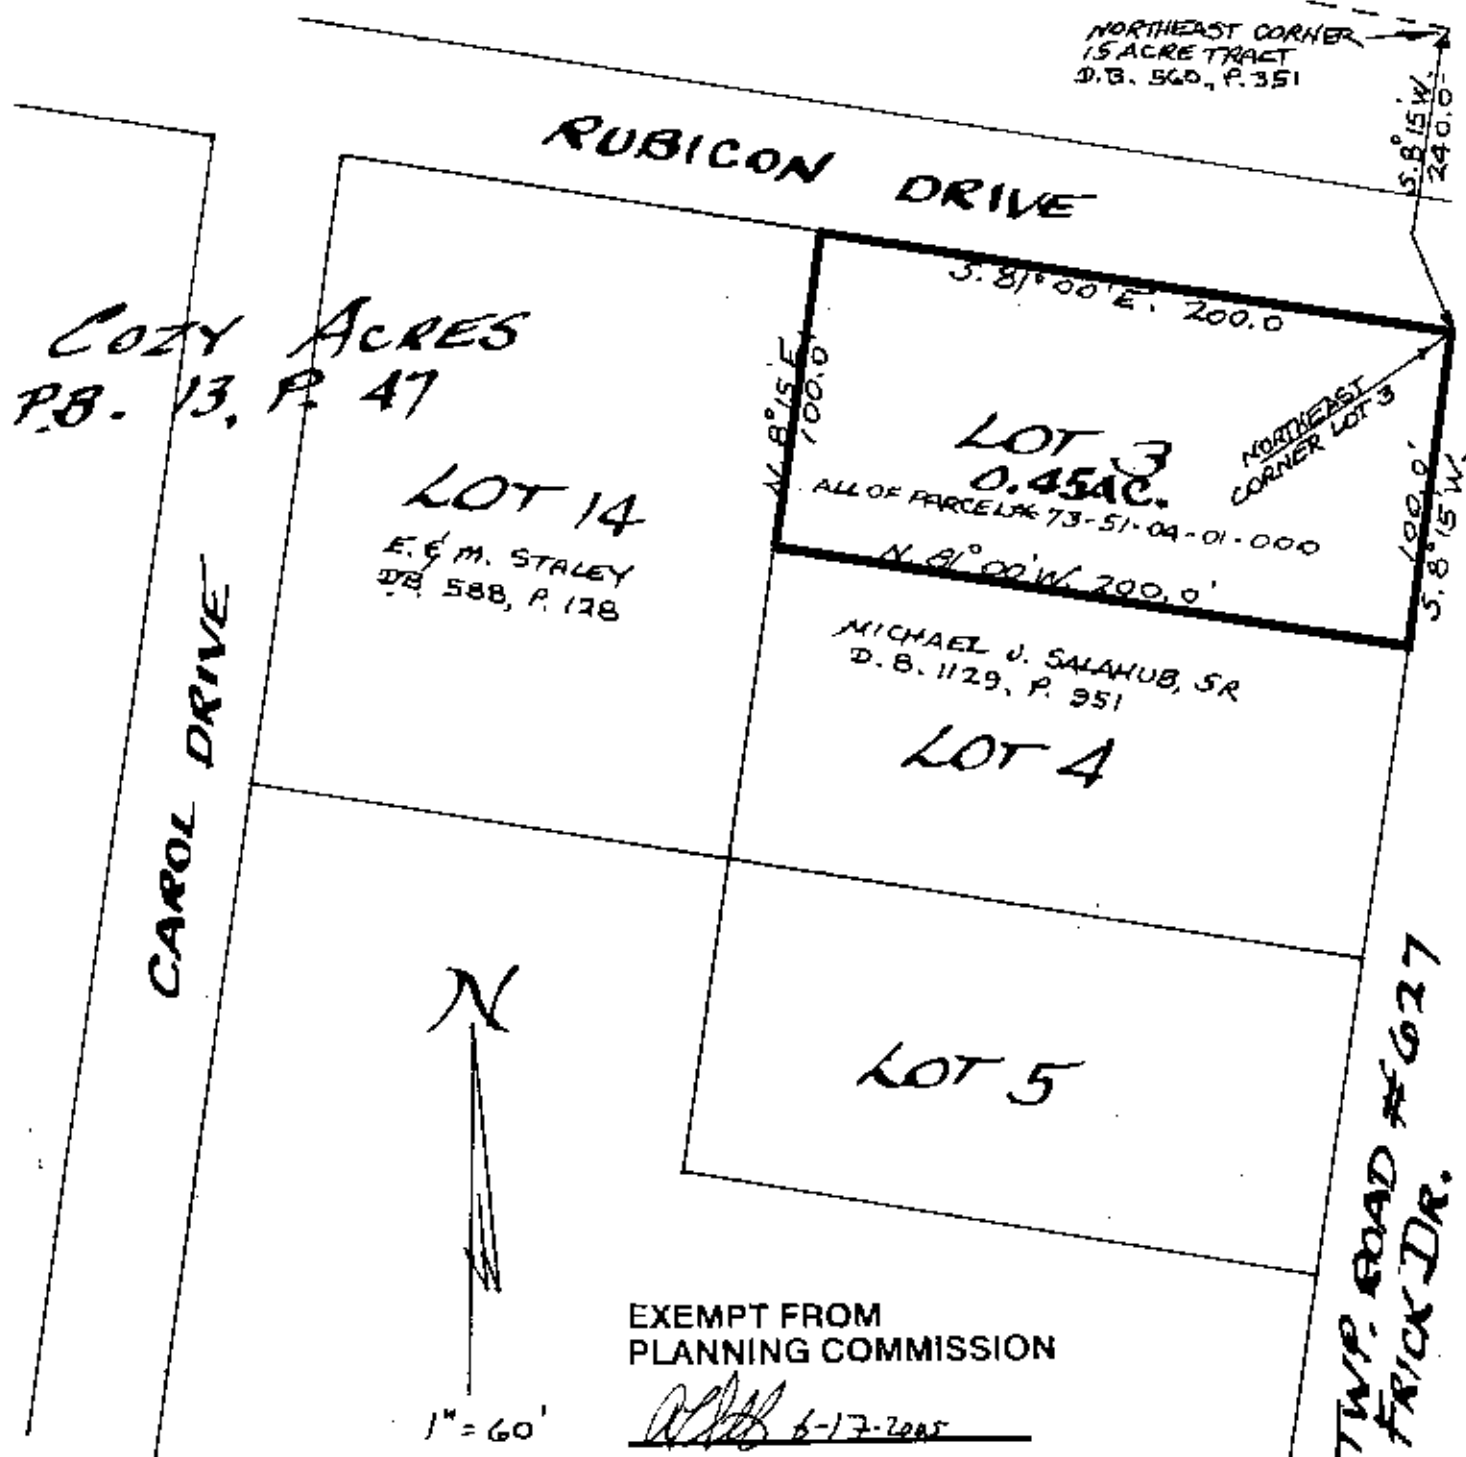 NORTHEAST CORNER
15 ACRE TRACT
D.B. 560, P. 351
S. 8° 15' W.
240.0'
RUBICON DRIVE
S. 81° 00' E. 200.0
COZY ACRES
P.B. 13, P. 47
N. 8° 15' E
100.0'
LOT 3
0.45 AC.
ALL OF PARCEL # 73-51-04-01-000
NORTHEAST
CORNER LOT 3
100.0'
S. 8° 15' W.
N. 81° 00' W. 200.0'
LOT 14
E. & M. STALEY
D.B. 588, P. 128
MICHAEL J. SALAHUB, SR
D.B. 1129, P. 951
LOT 4
CAROL DRIVE
N
LOT 5
TWP. ROAD # 627
FRICK DR.
EXEMPT FROM
PLANNING COMMISSION
6-17-2005
1" = 60'